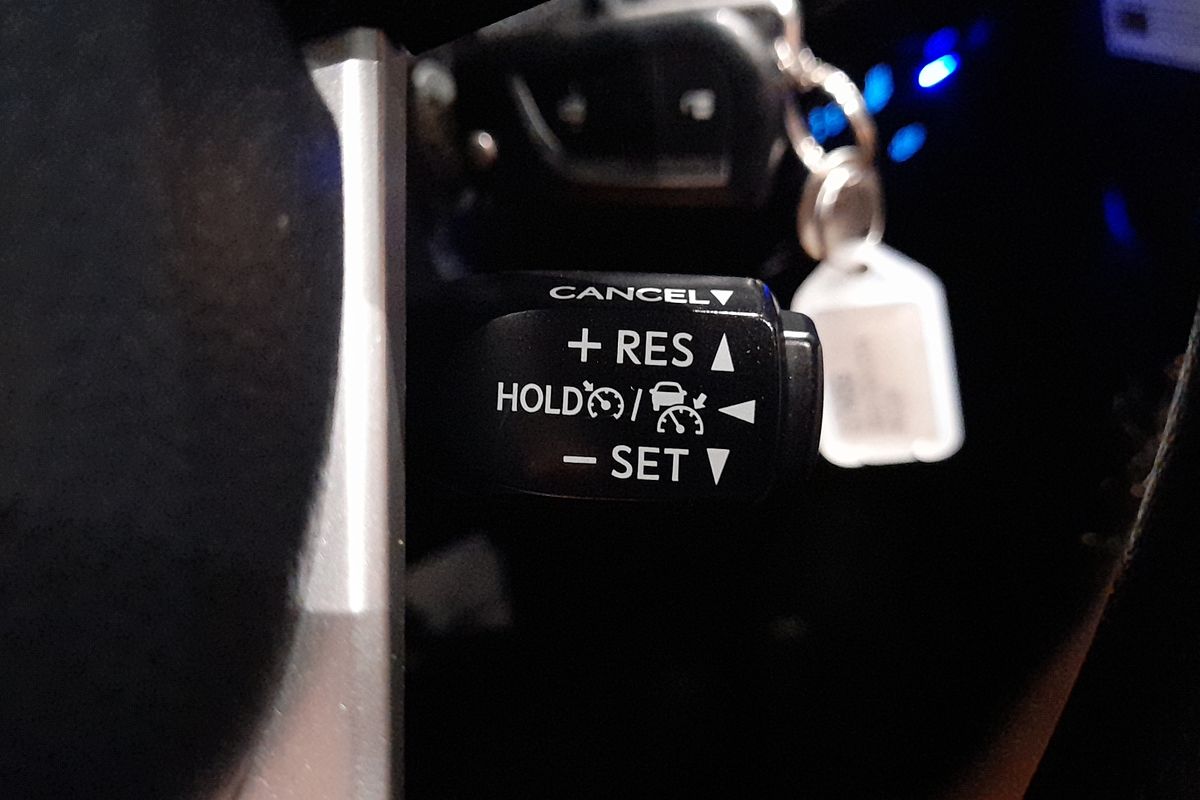 CANCEL▼
+ RES ▲
HOLD / ◀
− SET ▼